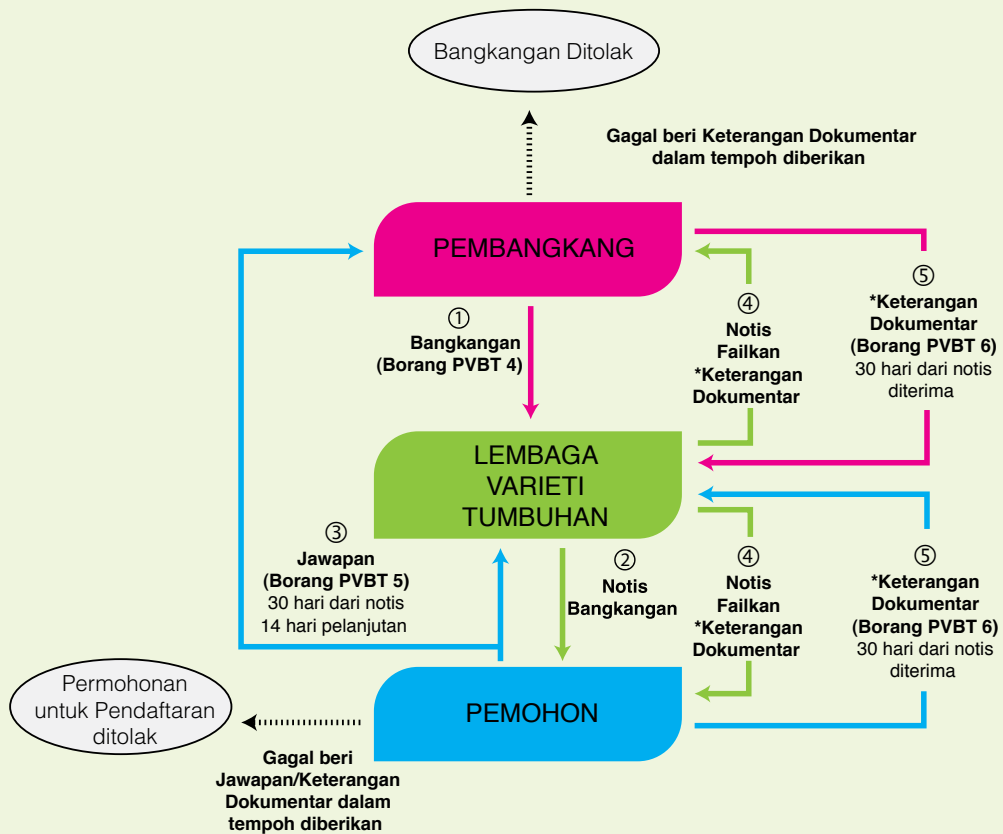 Bangkangan Ditolak
Gagal beri Keterangan Dokumentar
dalam tempoh diberikan
PEMBANGKANG
①
Bangkangan
(Borang PVBT 4)
④
Notis
Failkan
*Keterangan
Dokumentar
⑤
*Keterangan
Dokumentar
(Borang PVBT 6)
30 hari dari notis
diterima
LEMBAGA
VARIETI
TUMBUHAN
③
Jawapan
(Borang PVBT 5)
30 hari dari notis
14 hari pelanjutan
②
Notis
Bangkangan
④
Notis
Failkan
*Keterangan
Dokumentar
⑤
*Keterangan
Dokumentar
(Borang PVBT 6)
30 hari dari notis
diterima
Permohonan
untuk Pendaftaran
ditolak
PEMOHON
Gagal beri
Jawapan/Keterangan
Dokumentar dalam
tempoh diberikan